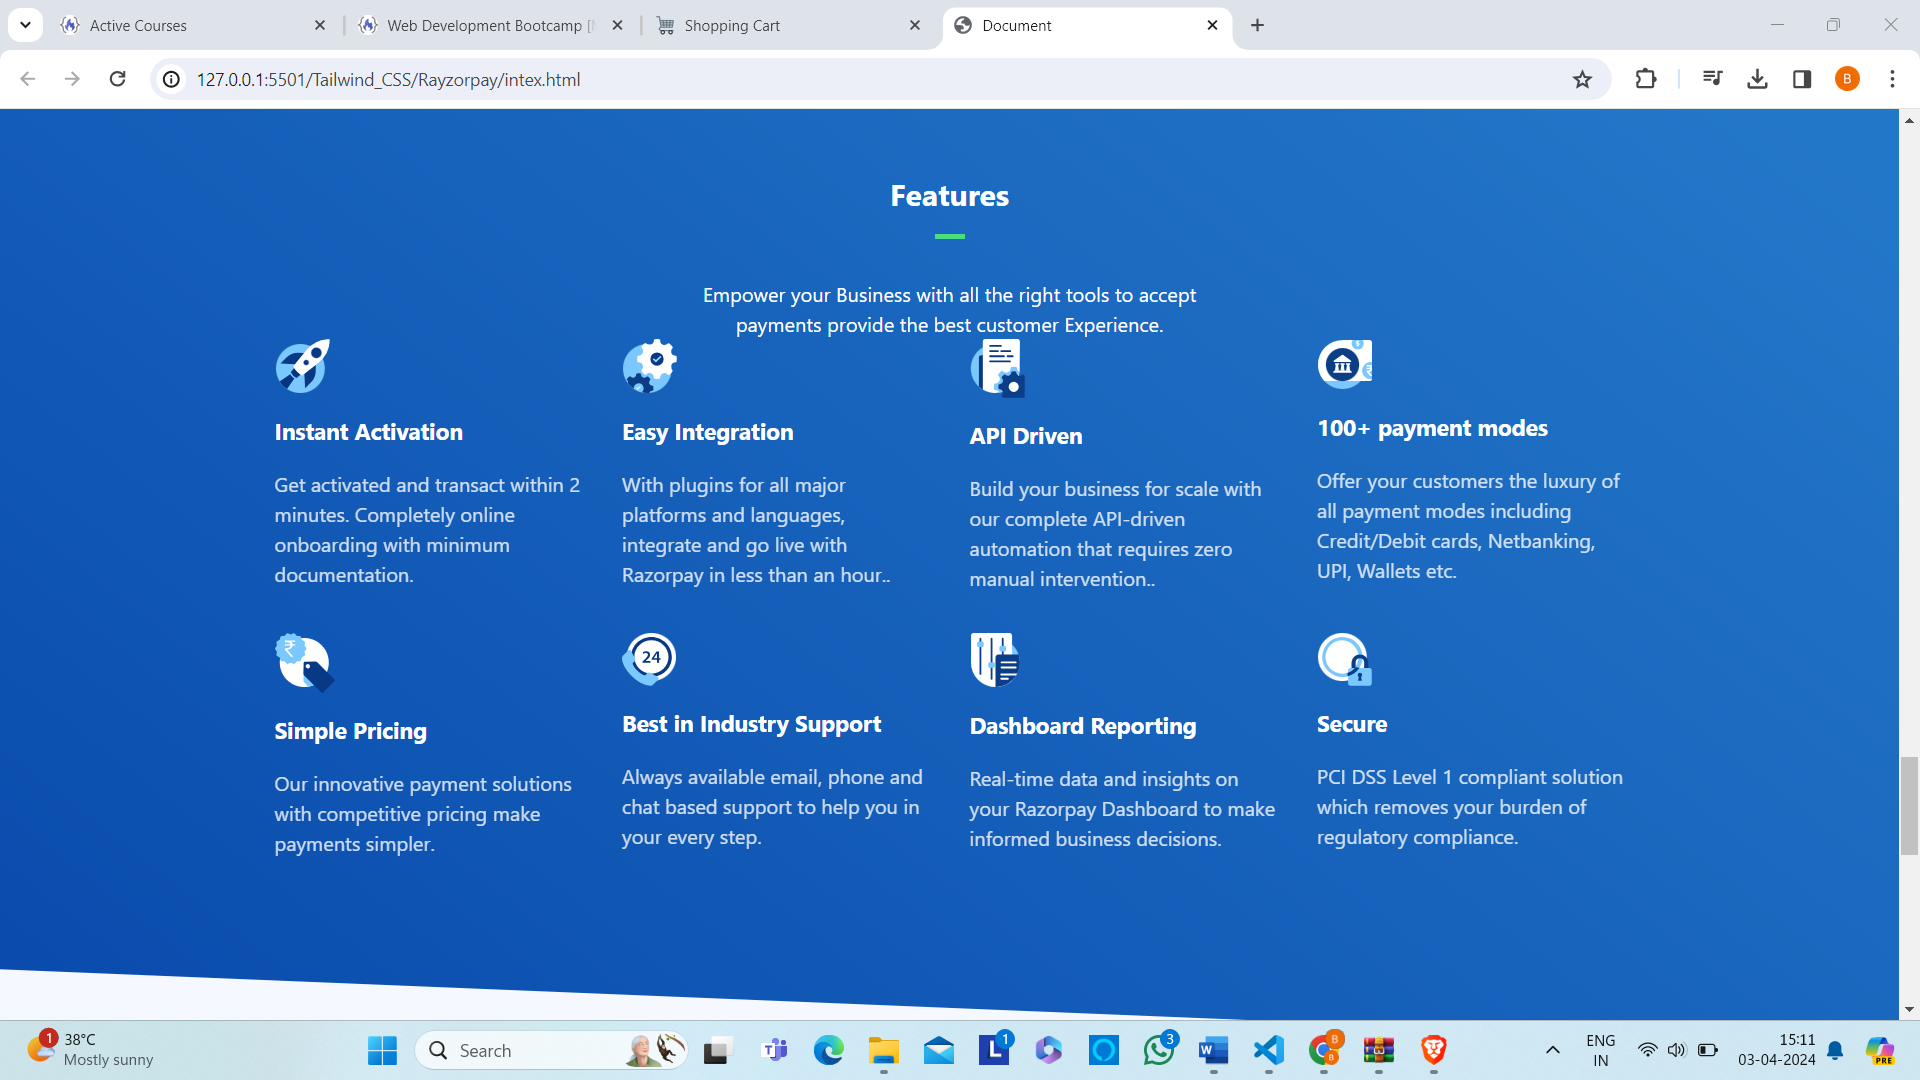 Active Courses
Web Development Bootcamp [
Shopping Cart
Document
127.0.0.1:5501/Tailwind_CSS/Rayzorpay/intex.html
B
Features
Empower your Business with all the right tools to accept
payments provide the best customer Experience.
Instant Activation
Get activated and transact within 2
minutes. Completely online
onboarding with minimum
documentation.
Easy Integration
With plugins for all major
platforms and languages,
integrate and go live with
Razorpay in less than an hour..
API Driven
Build your business for scale with
our complete API-driven
automation that requires zero
manual intervention..
₹
100+ payment modes
Offer your customers the luxury of
all payment modes including
Credit/Debit cards, Netbanking,
UPI, Wallets etc.
₹
Simple Pricing
Our innovative payment solutions
with competitive pricing make
payments simpler.
24
Best in Industry Support
Always available email, phone and
chat based support to help you in
your every step.
Dashboard Reporting
Real-time data and insights on
your Razorpay Dashboard to make
informed business decisions.
Secure
PCI DSS Level 1 compliant solution
which removes your burden of
regulatory compliance.
1
38°C
Mostly sunny
Search
L
1
3
W
B
B
ENG
IN
15:11
03-04-2024
PRE